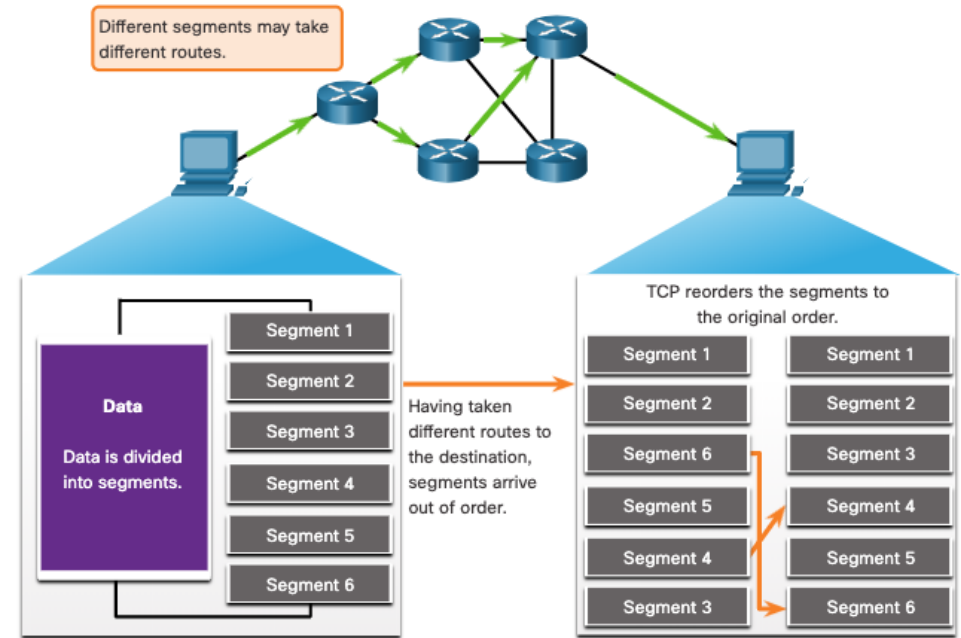 Different segments may take
different routes.
Data
Data is divided
into segments.
Segment 1
Segment 2
Segment 3
Segment 4
Segment 5
Segment 6
Having taken
different routes to
the destination,
segments arrive
out of order.
TCP reorders the segments to
the original order.
Segment 1
Segment 2
Segment 6
Segment 5
Segment 4
Segment 3
Segment 1
Segment 2
Segment 3
Segment 4
Segment 5
Segment 6